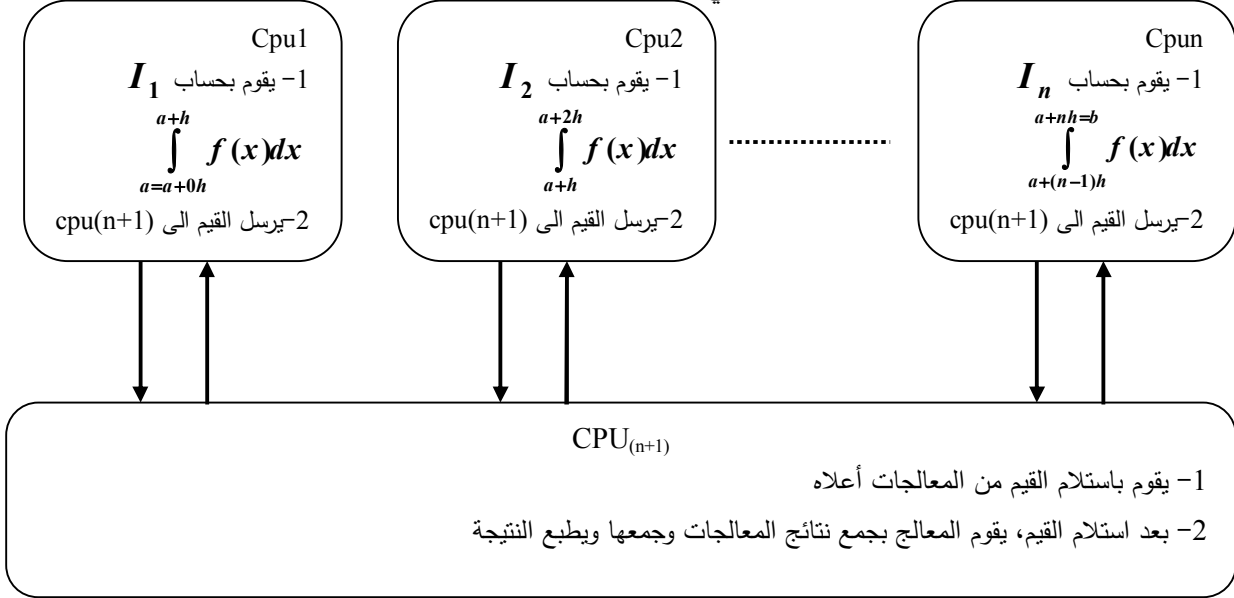 Cpu1
1- يقوم بحساب I₁
a+h
∫ f(x)dx
a=a+0h
2-يرسل القيم الى cpu(n+1)
Cpu2
1- يقوم بحساب I₂
a+2h
∫ f(x)dx
a+h
2-يرسل القيم الى cpu(n+1)
Cpun
1- يقوم بحساب Iₙ
a+nh=b
∫ f(x)dx
a+(n-1)h
2-يرسل القيم الى cpu(n+1)
CPU(n+1)
1- يقوم باستلام القيم من المعالجات أعلاه
2- بعد استلام القيم، يقوم المعالج بجمع نتائج المعالجات وجمعها ويطبع النتيجة